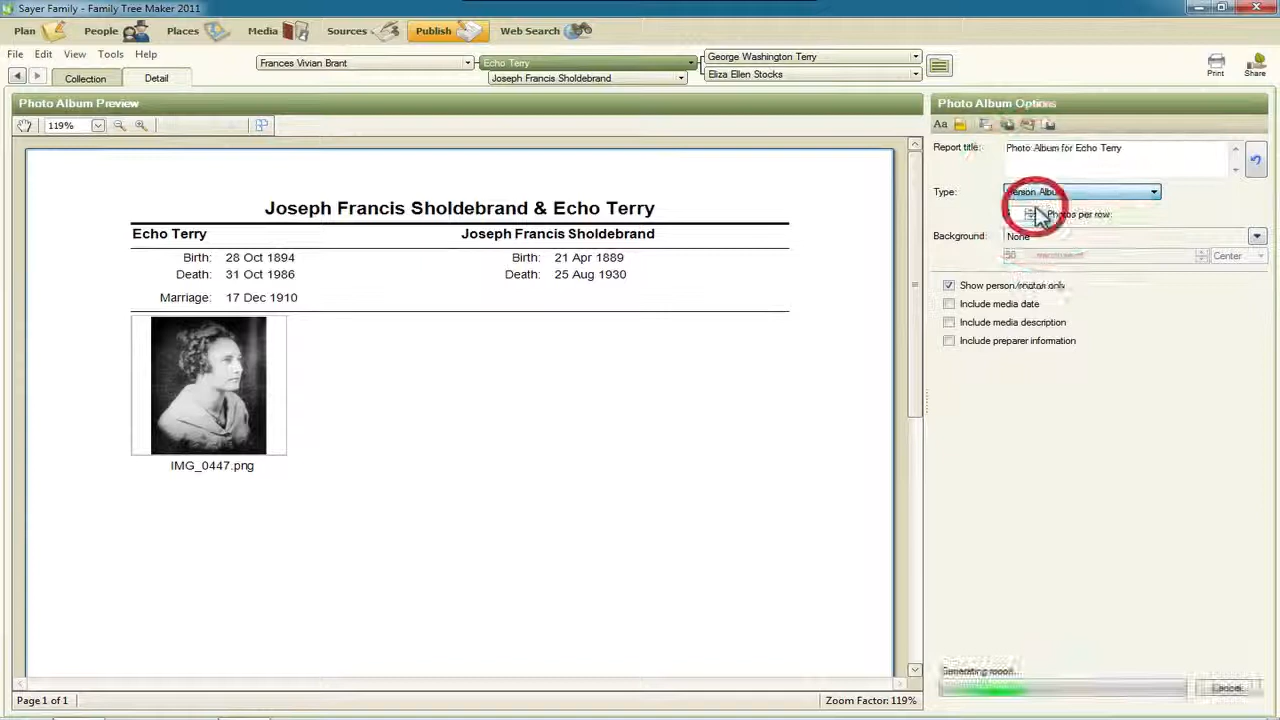 Sayer Family - Family Tree Maker 2011
Plan People Places Media Sources Publish Web Search
File Edit View Tools Help
Collection Detail
Frances Vivian Brant
Echo Terry
Joseph Francis Sholdebrand
George Washington Terry
Eliza Ellen Stocks
Print Share
Photo Album Preview
119%
Joseph Francis Sholdebrand & Echo Terry
Echo Terry Joseph Francis Sholdebrand
Birth: 28 Oct 1894 Birth: 21 Apr 1889
Death: 31 Oct 1986 Death: 25 Aug 1930
Marriage: 17 Dec 1910
IMG_0447.png
Page 1 of 1 Zoom Factor: 119%
Photo Album Options
Aa
Report title: Photo Album for Echo Terry
Type: Person Album
Photos per row:
Background: None
Center
Show person/
only
Include media date
Include media description
Include preparer information
Generating
Cancel